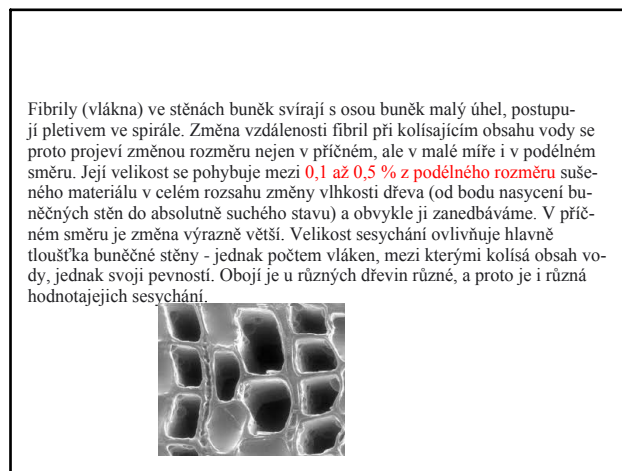 Fibrily (vlákna) ve stěnách buněk svírají s osou buněk malý úhel, postupu-
jí pletivem ve spirále. Změna vzdálenosti fibril při kolísajícím obsahu vody se
proto projeví změnou rozměru nejen v příčném, ale v malé míře i v podélném
směru. Její velikost se pohybuje mezi 0,1 až 0,5 % z podélného rozměru suše-
ného materiálu v celém rozsahu změny vlhkosti dřeva (od bodu nasycení bu-
něčných stěn do absolutně suchého stavu) a obvykle ji zanedbáváme. V příč-
ném směru je změna výrazně větší. Velikost sesychání ovlivňuje hlavně
tloušťka buněčné stěny - jednak počtem vláken, mezi kterými kolísá obsah vo-
dy, jednak svoji pevností. Obojí je u různých dřevin různé, a proto je i různá
hodnotajejich sesychání.